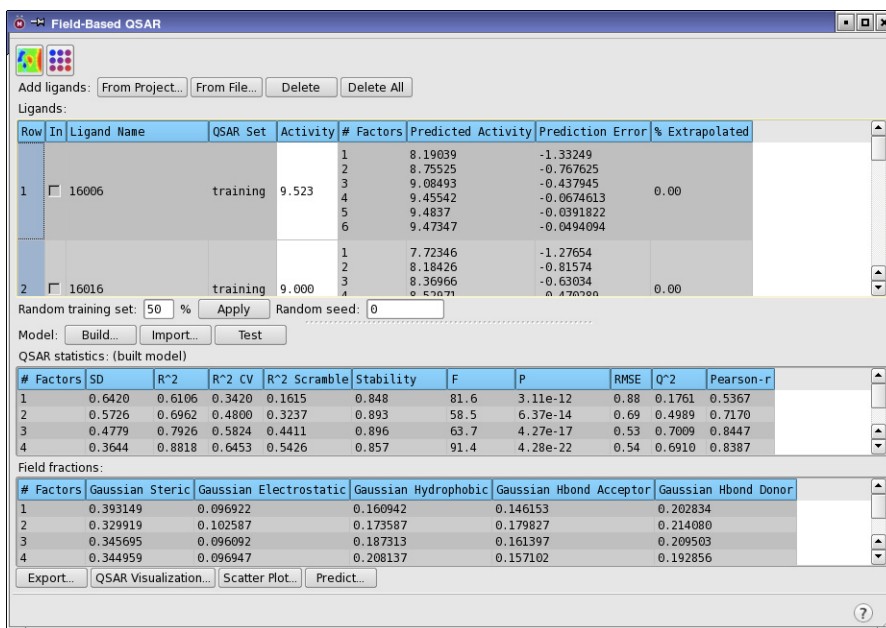 Field-Based QSAR
Add ligands: From Project... From File... Delete Delete All
Ligands:
Row In Ligand Name QSAR Set Activity # Factors Predicted Activity Prediction Error % Extrapolated
1 8.19039 -1.33249
2 8.75525 -0.767625
3 9.08493 -0.437945
1 16006 training 9.523 4 9.45542 -0.0674613 0.00
5 9.4837 -0.0391822
6 9.47347 -0.0494094
1 7.72346 -1.27654
2 8.18426 -0.81574
3 8.36966 -0.63034
2 16016 training 9.000 4 8.52971 -0.470289 0.00
Random training set: 50 % Apply Random seed: 0
Model: Build... Import... Test
QSAR statistics: (built model)
# Factors SD R^2 R^2 CV R^2 Scramble Stability F P RMSE Q^2 Pearson-r
1 0.6420 0.6106 0.3420 0.1615 0.848 81.6 3.11e-12 0.88 0.1761 0.5367
2 0.5726 0.6962 0.4800 0.3237 0.893 58.5 6.37e-14 0.69 0.4989 0.7170
3 0.4779 0.7926 0.5824 0.4411 0.896 63.7 4.27e-17 0.53 0.7009 0.8447
4 0.3644 0.8818 0.6453 0.5426 0.857 91.4 4.28e-22 0.54 0.6910 0.8387
Field fractions:
# Factors Gaussian Steric Gaussian Electrostatic Gaussian Hydrophobic Gaussian Hbond Acceptor Gaussian Hbond Donor
1 0.393149 0.096922 0.160942 0.146153 0.202834
2 0.329919 0.102587 0.173587 0.179827 0.214080
3 0.345695 0.096092 0.187313 0.161397 0.209503
4 0.344959 0.096947 0.208137 0.157102 0.192856
Export... QSAR Visualization... Scatter Plot... Predict...
?